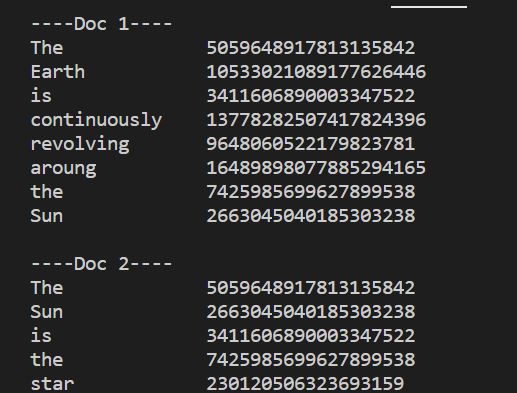 ----Doc 1----
The 5059648917813135842
Earth 10533021089177626446
is 3411606890003347522
continuously 13778282507417824396
revolving 9648060522179823781
aroung 16489898077885294165
the 7425985699627899538
Sun 2663045040185303238
----Doc 2----
The 5059648917813135842
Sun 2663045040185303238
is 3411606890003347522
the 7425985699627899538
star 230120506323693159